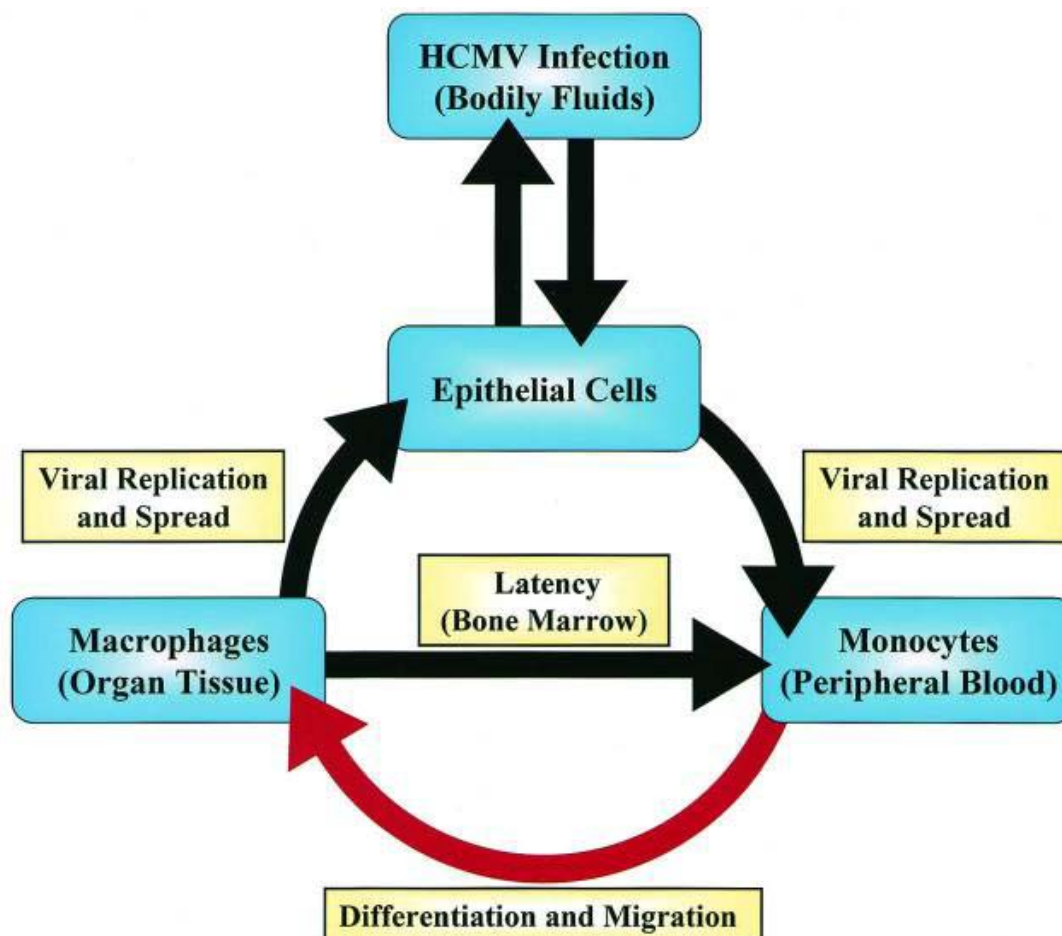 HCMV Infection
(Bodily Fluids)
Epithelial Cells
Viral Replication
and Spread
Viral Replication
and Spread
Latency
(Bone Marrow)
Macrophages
(Organ Tissue)
Monocytes
(Peripheral Blood)
Differentiation and Migration